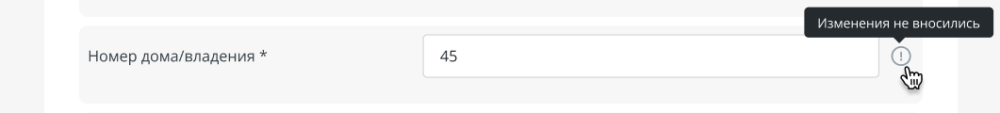 Изменения не вносились
Номер дома/владения *
45